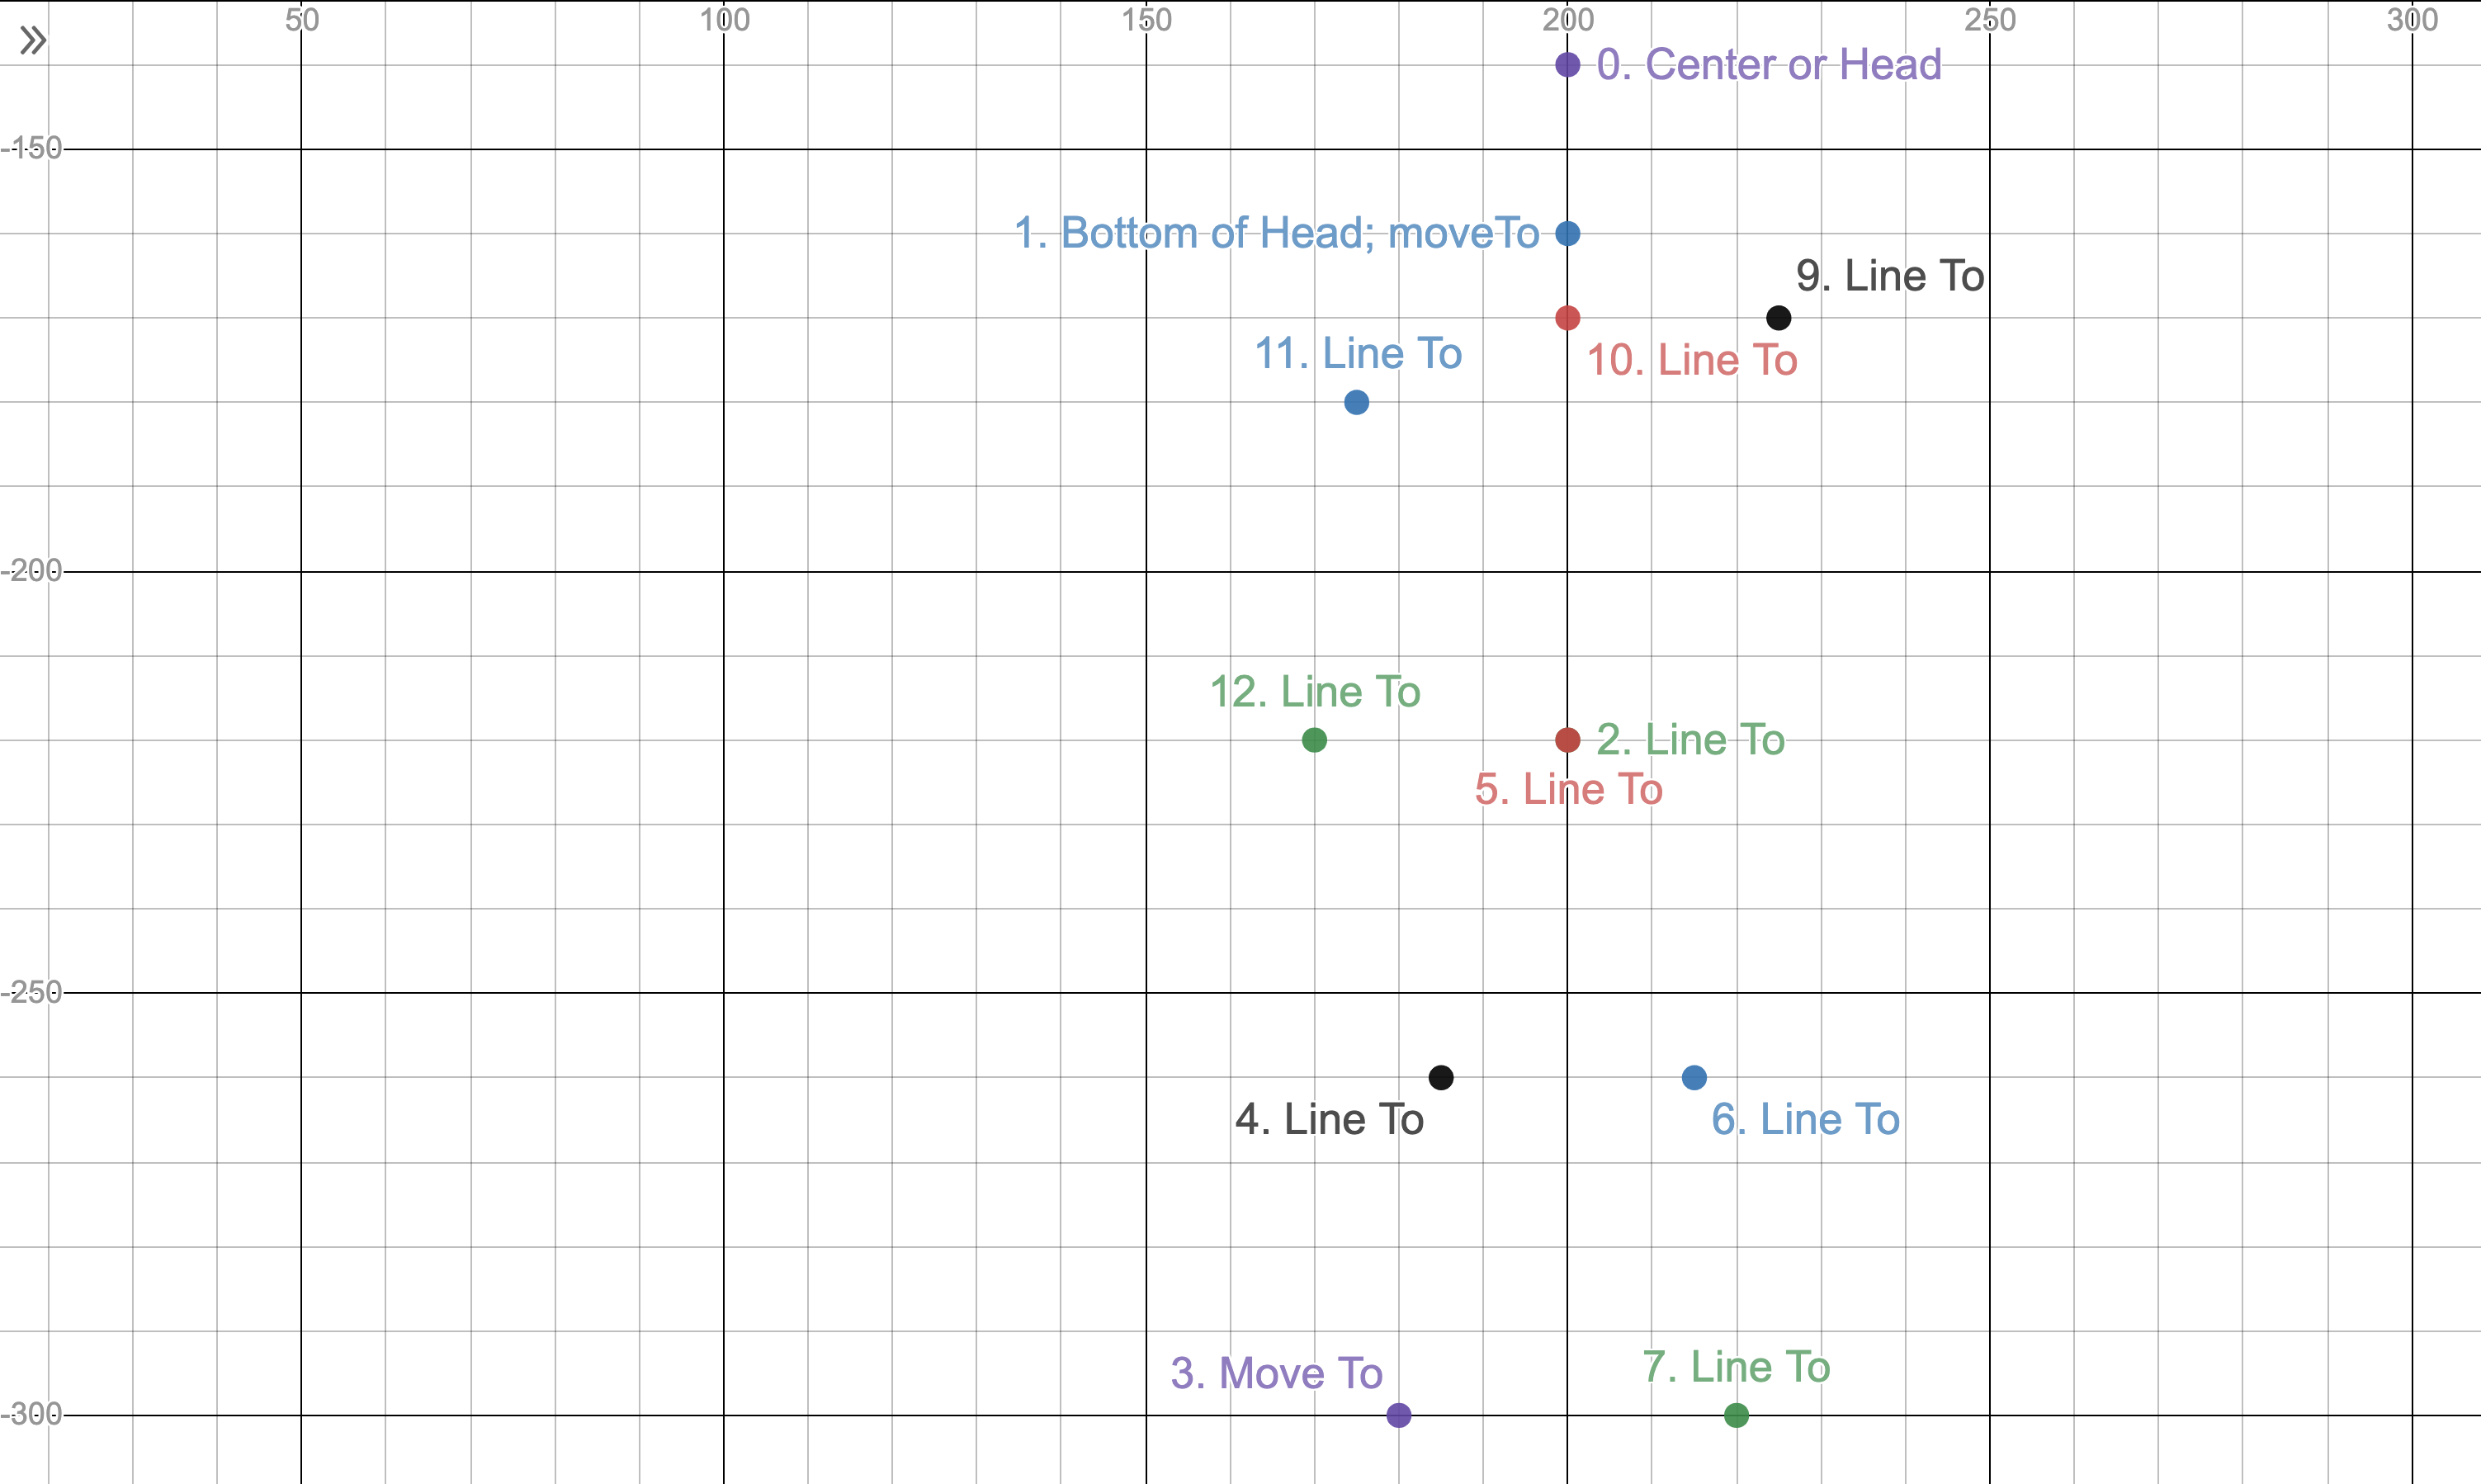 50 100 150 200 250 300
0. Center or Head
-150
1. Bottom of Head; moveTo
9. Line To
11. Line To
10. Line To
-200
12. Line To
2. Line To
5. Line To
-250
4. Line To
6. Line To
3. Move To
7. Line To
-300